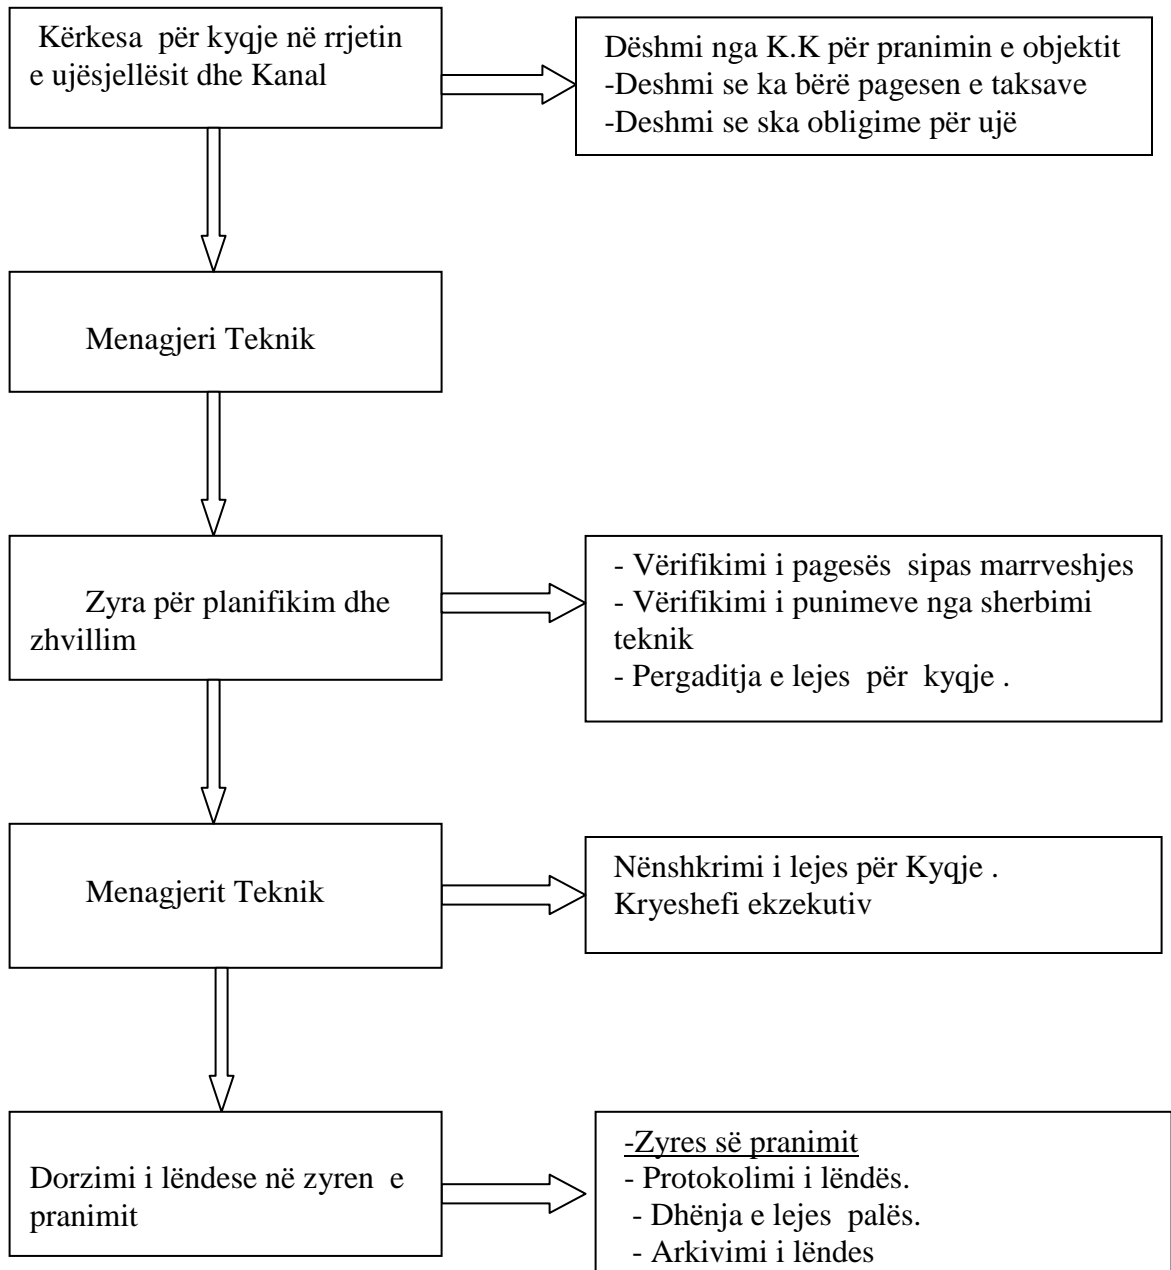 Kërkesa për kyqje në rrjetin
e ujësjellësit dhe Kanal
Dëshmi nga K.K për pranimin e objektit
-Deshmi se ka bërë pagesen e taksave
-Deshmi se ska obligime për ujë
Menagjeri Teknik
Zyra për planifikim dhe
zhvillim
- Vërifikimi i pagesës sipas marrveshjes
- Vërifikimi i punimeve nga sherbimi
teknik
- Pergaditja e lejes për kyqje .
Menagjerit Teknik
Nënshkrimi i lejes për Kyqje .
Kryeshefi ekzekutiv
Dorzimi i lëndese në zyren e
pranimit
-Zyres së pranimit
- Protokolimi i lëndës.
- Dhënja e lejes palës.
- Arkivimi i lëndes